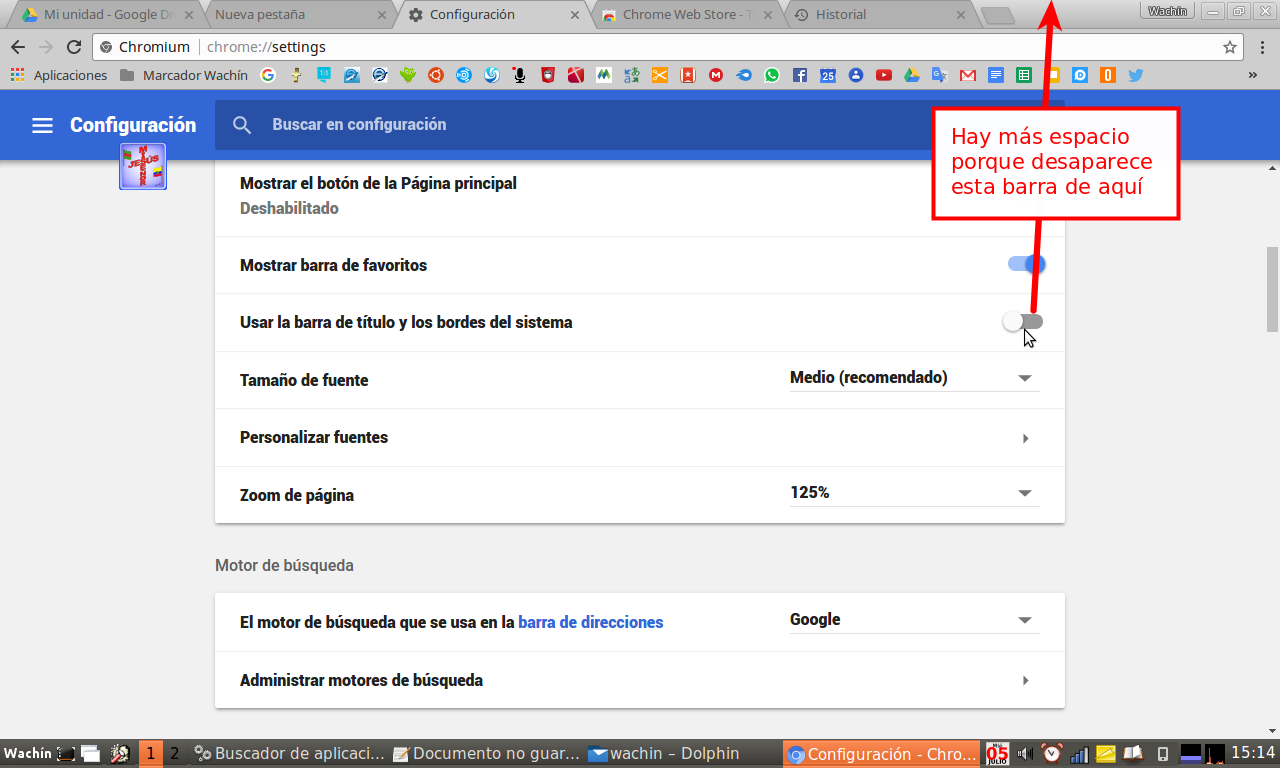 Mi unidad - Google Dr
Nueva pestaña
Configuración
Chrome Web Store - T
Historial
Wachín
Chromium
chrome://settings
Aplicaciones
Marcador Wachín
25
»
Configuración
Buscar en configuración
JESÚS
Hay más espacio
porque desaparece
esta barra de aquí
Mostrar el botón de la Página principal
Deshabilitado
Mostrar barra de favoritos
Usar la barra de título y los bordes del sistema
Tamaño de fuente
Medio (recomendado)
Personalizar fuentes
Zoom de página
125%
Motor de búsqueda
El motor de búsqueda que se usa en la barra de direcciones
Google
Administrar motores de búsqueda
Wachín
1
2
Buscador de aplicaci...
Documento no guar...
wachin – Dolphin
Configuración - Chro...
05
JULIO
15:14